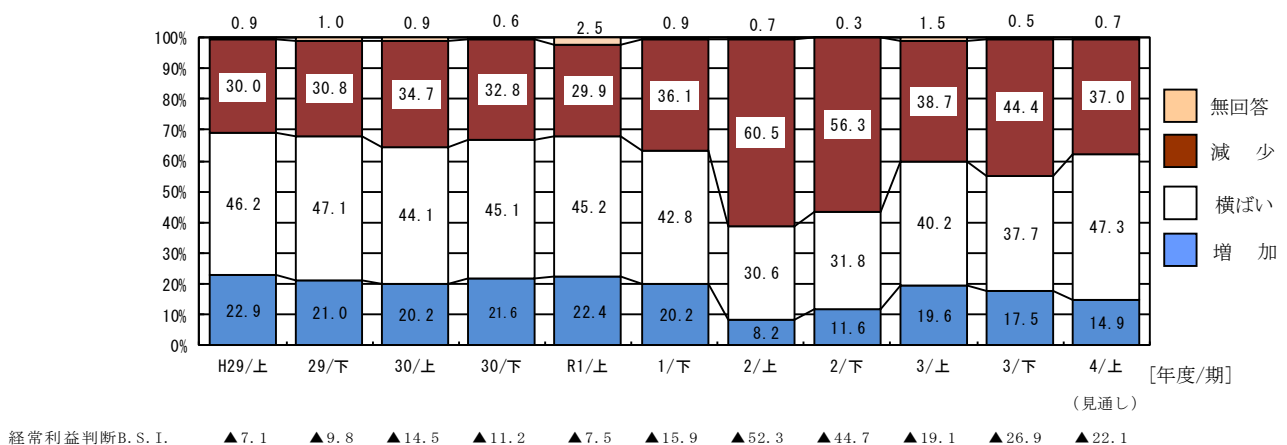 0.9 1.0 0.9 0.6 2.5 0.9 0.7 0.3 1.5 0.5 0.7
100%
90%
80%
70%
60%
50%
40%
30%
20%
10%
0%
30.0 30.8 34.7 32.8 29.9 36.1 60.5 56.3 38.7 44.4 37.0
46.2 47.1 44.1 45.1 45.2 42.8 30.6 31.8 40.2 37.7 47.3
22.9 21.0 20.2 21.6 22.4 20.2 8.2 11.6 19.6 17.5 14.9
無回答
減 少
横ばい
増 加
H29/上 29/下 30/上 30/下 R1/上 1/下 2/上 2/下 3/上 3/下 4/上 [年度/期]
(見通し)
経常利益判断B.S.I. ▲7.1 ▲9.8 ▲14.5 ▲11.2 ▲7.5 ▲15.9 ▲52.3 ▲44.7 ▲19.1 ▲26.9 ▲22.1